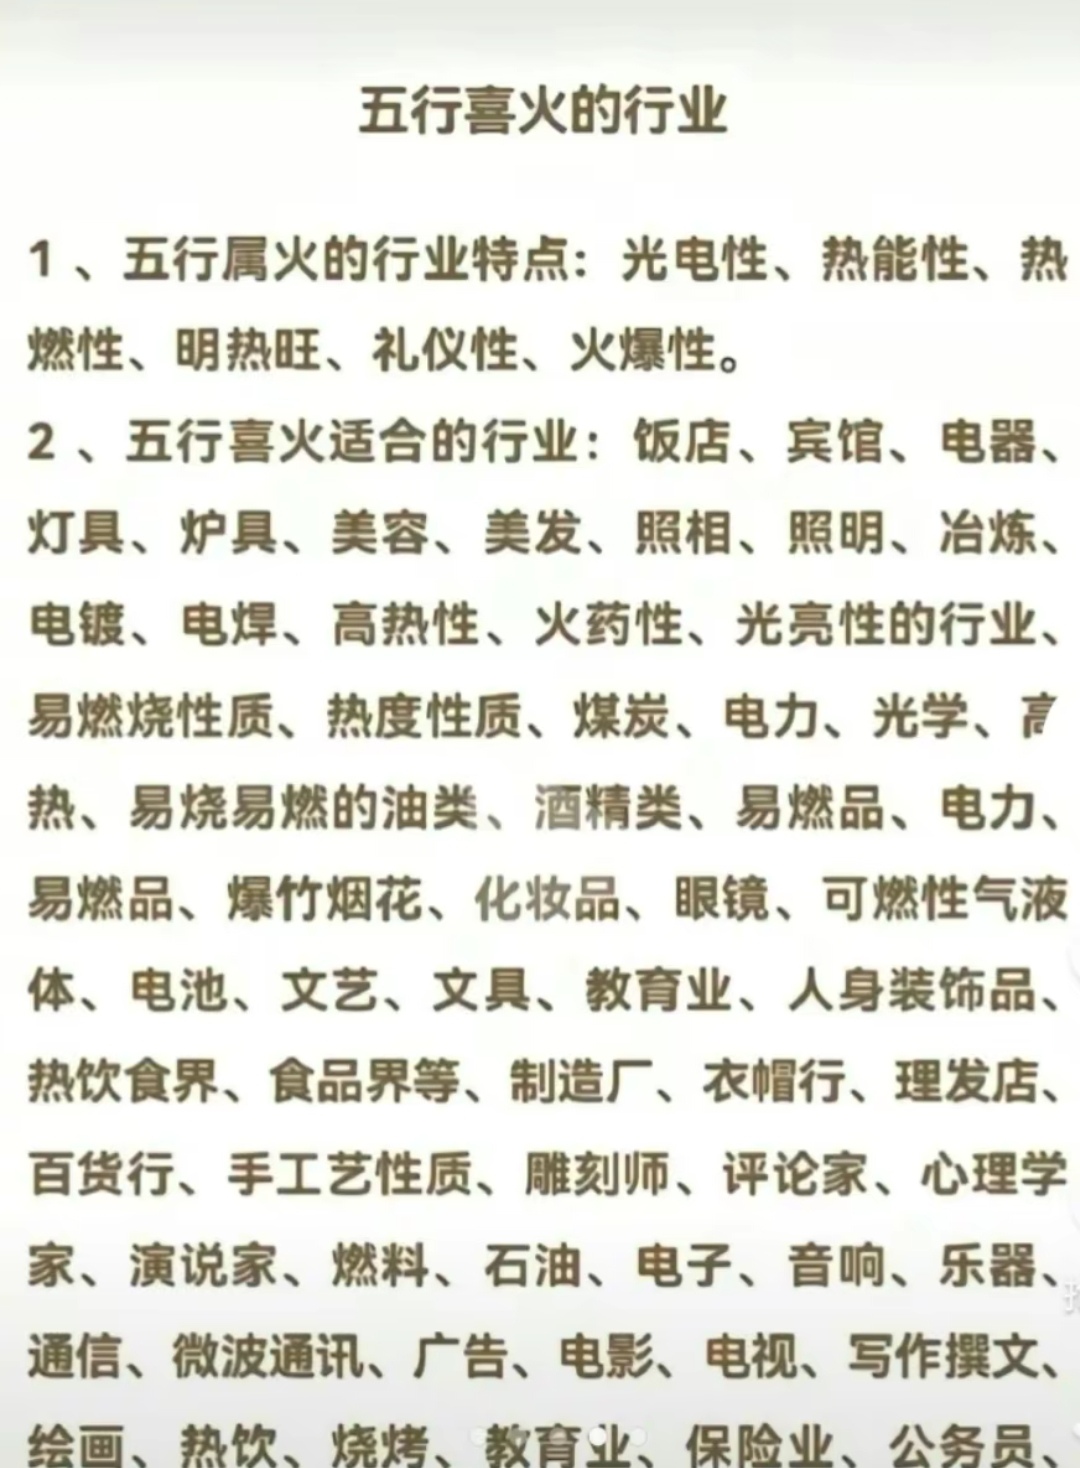 五行喜火的行业
1、五行属火的行业特点：光电性、热能性、热
燃性、明热旺、礼仪性、火爆性。
2、五行喜火适合的行业：饭店、宾馆、电器、
灯具、炉具、美容、美发、照相、照明、冶炼、
电镀、电焊、高热性、火药性、光亮性的行业、
易燃烧性质、热度性质、煤炭、电力、光学、高
热、易烧易燃的油类、酒精类、易燃品、电力、
易燃品、爆竹烟花、化妆品、眼镜、可燃性气液
体、电池、文艺、文具、教育业、人身装饰品、
热饮食界、食品界等、制造厂、衣帽行、理发店、
百货行、手工艺性质、雕刻师、评论家、心理学
家、演说家、燃料、石油、电子、音响、乐器、
通信、微波通讯、广告、电影、电视、写作撰文、
绘画、热饮、烧烤、教育业、保险业、公务员、